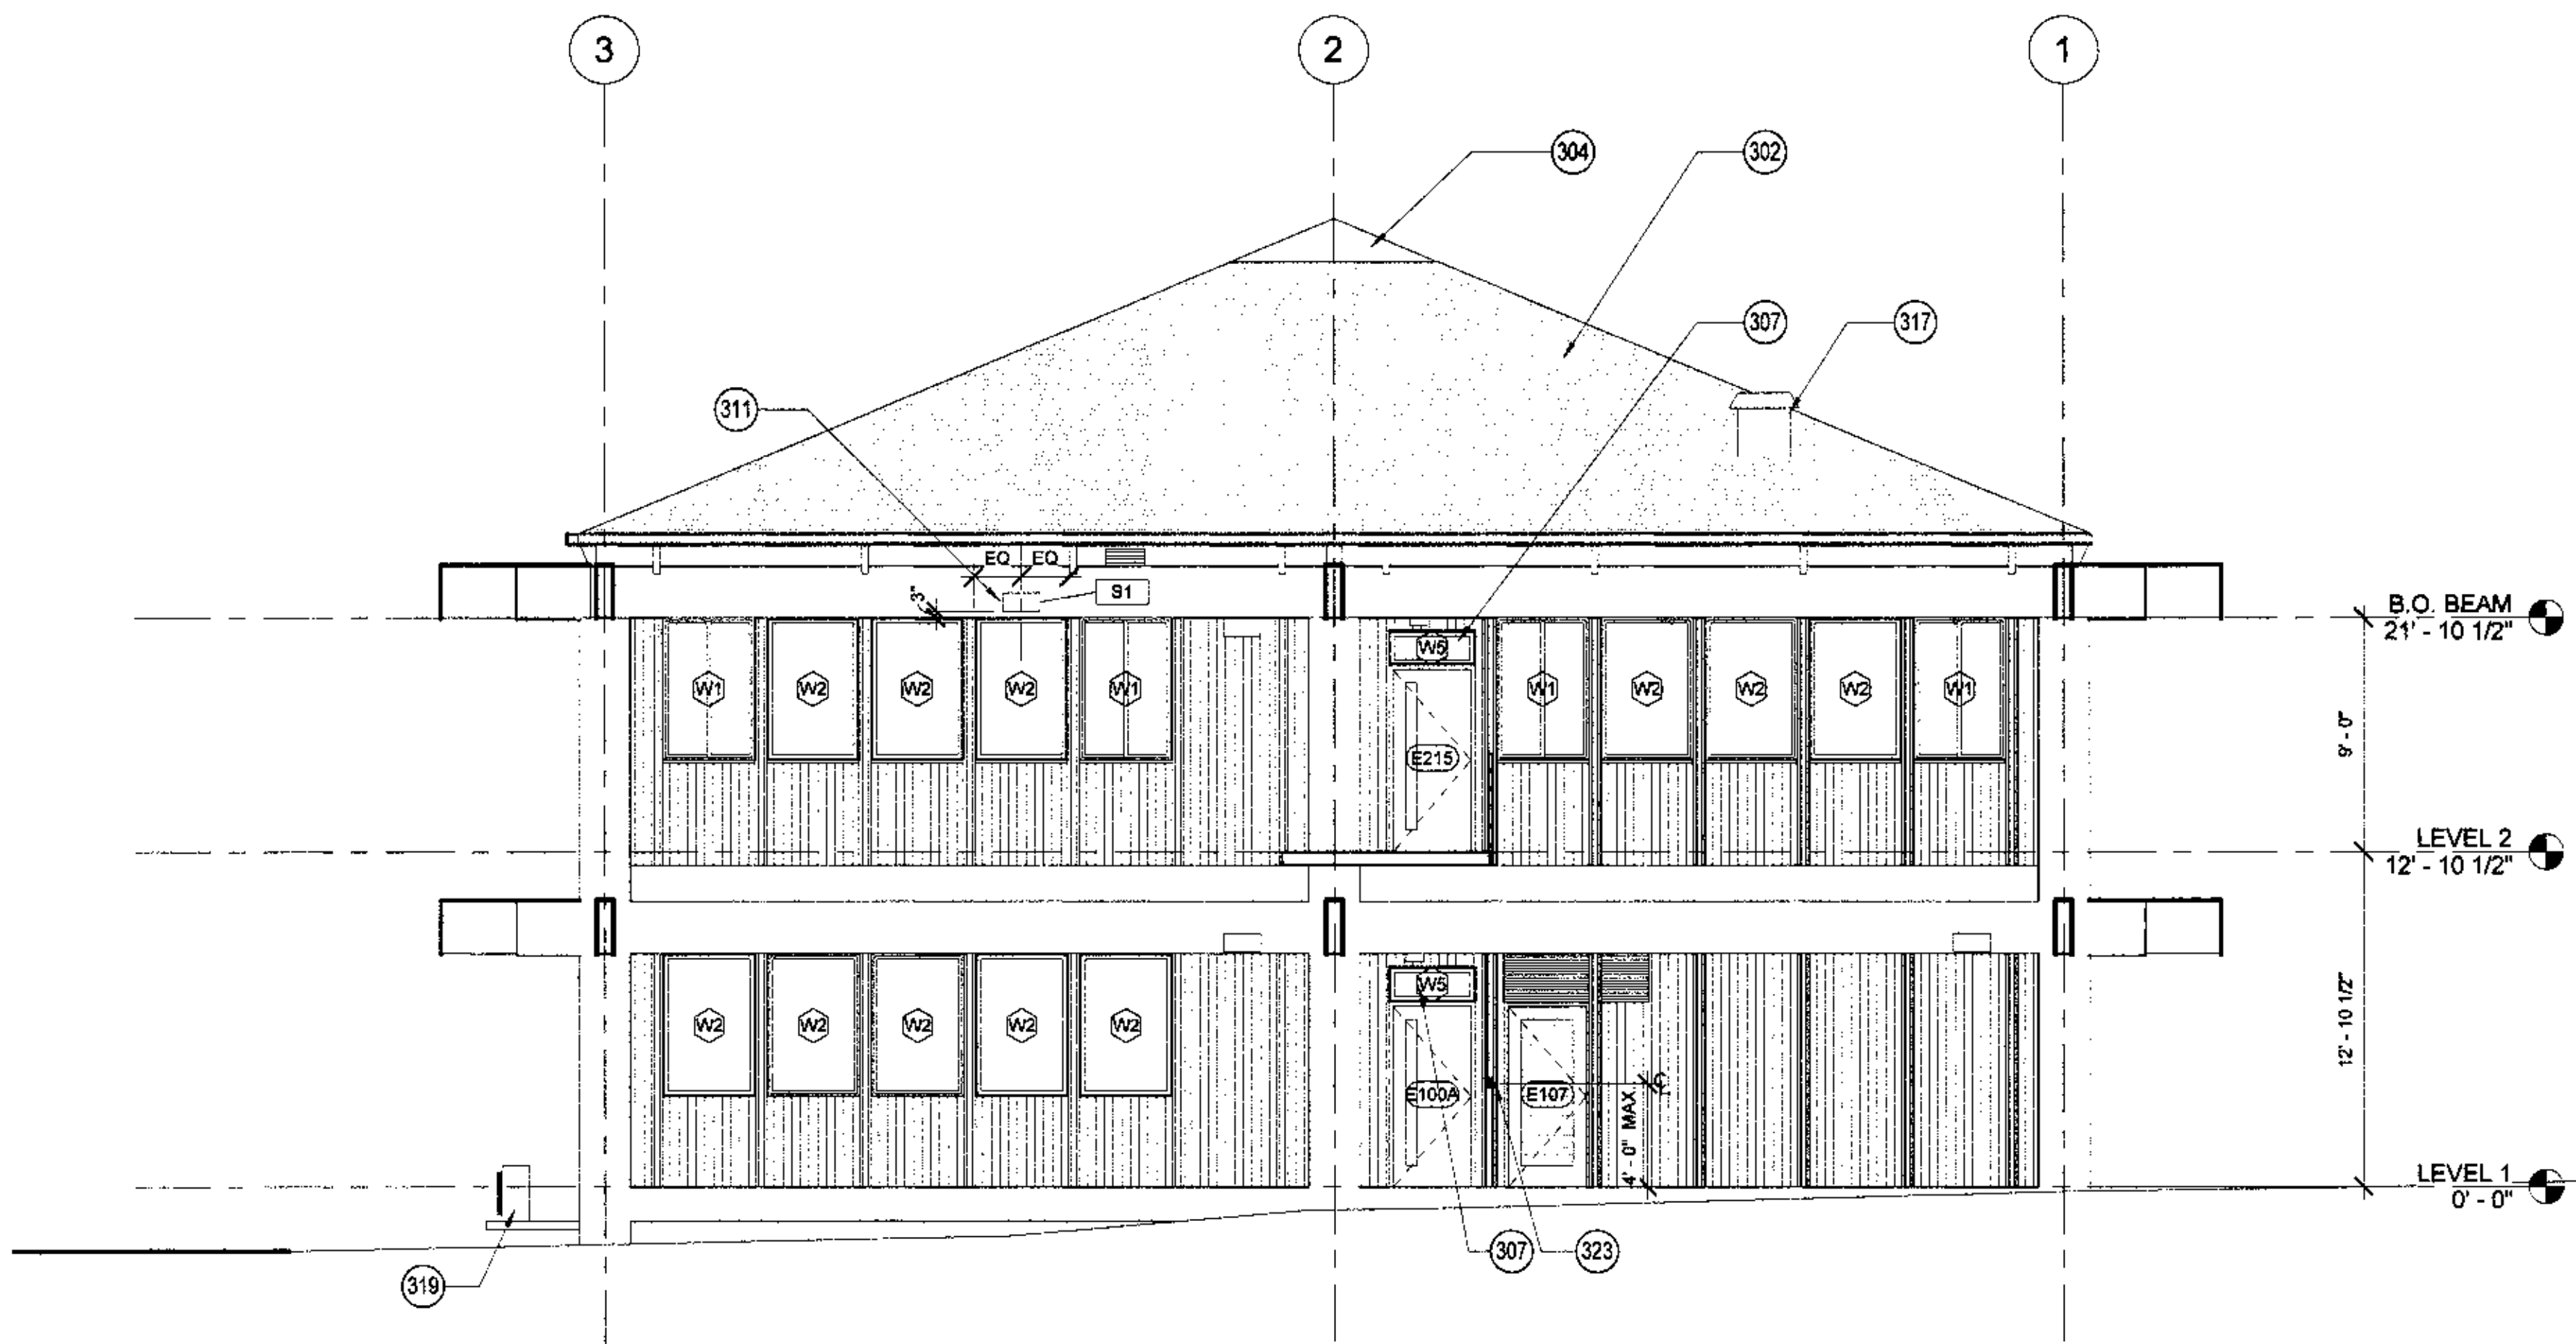 3
2
1
304
302
307
317
311
EQ EQ
3"
S1
B.O. BEAM
21' - 10 1/2"
W5
W1
W2
W2
W2
W1
W1
W2
W2
W2
W1
E215
9' - 0"
LEVEL 2
12' - 10 1/2"
W5
W2
W2
W2
W2
W2
E100A
E107
4' - 0" MAX.
12' - 10 1/2"
LEVEL 1
0' - 0"
307
323
319